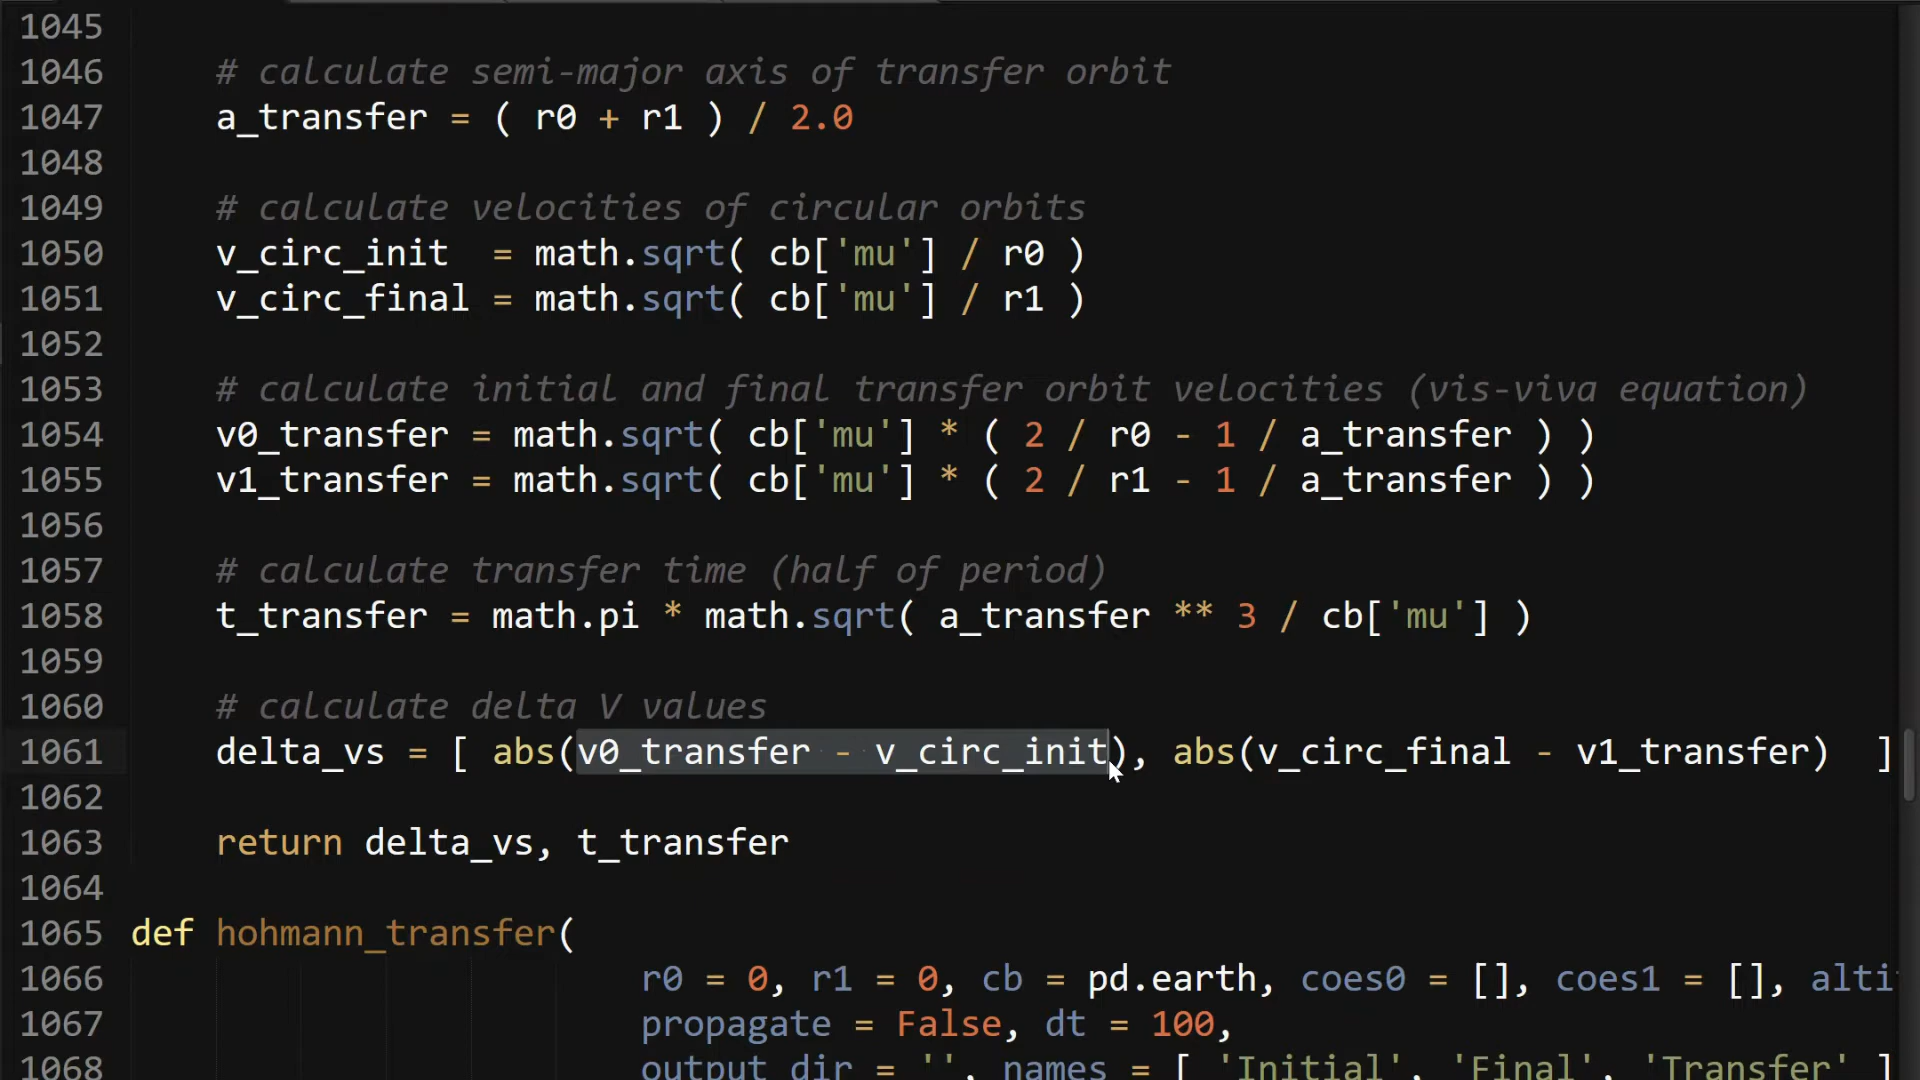 1045
1046 # calculate semi-major axis of transfer orbit
1047 a_transfer = ( r0 + r1 ) / 2.0
1048
1049 # calculate velocities of circular orbits
1050 v_circ_init  = math.sqrt( cb['mu'] / r0 )
1051 v_circ_final = math.sqrt( cb['mu'] / r1 )
1052
1053 # calculate initial and final transfer orbit velocities (vis-viva equation)
1054 v0_transfer = math.sqrt( cb['mu'] * ( 2 / r0 - 1 / a_transfer ) )
1055 v1_transfer = math.sqrt( cb['mu'] * ( 2 / r1 - 1 / a_transfer ) )
1056
1057 # calculate transfer time (half of period)
1058 t_transfer = math.pi * math.sqrt( a_transfer ** 3 / cb['mu'] )
1059
1060 # calculate delta V values
1061 delta_vs = [ abs(v0_transfer - v_circ_init), abs(v_circ_final - v1_transfer)  ]
1062
1063 return delta_vs, t_transfer
1064
1065 def hohmann_transfer(
1066 r0 = 0, r1 = 0, cb = pd.earth, coes0 = [], coes1 = [], alti
1067 propagate = False, dt = 100,
1068 output_dir = '', names = [ 'Initial', 'Final', 'Transfer' ]